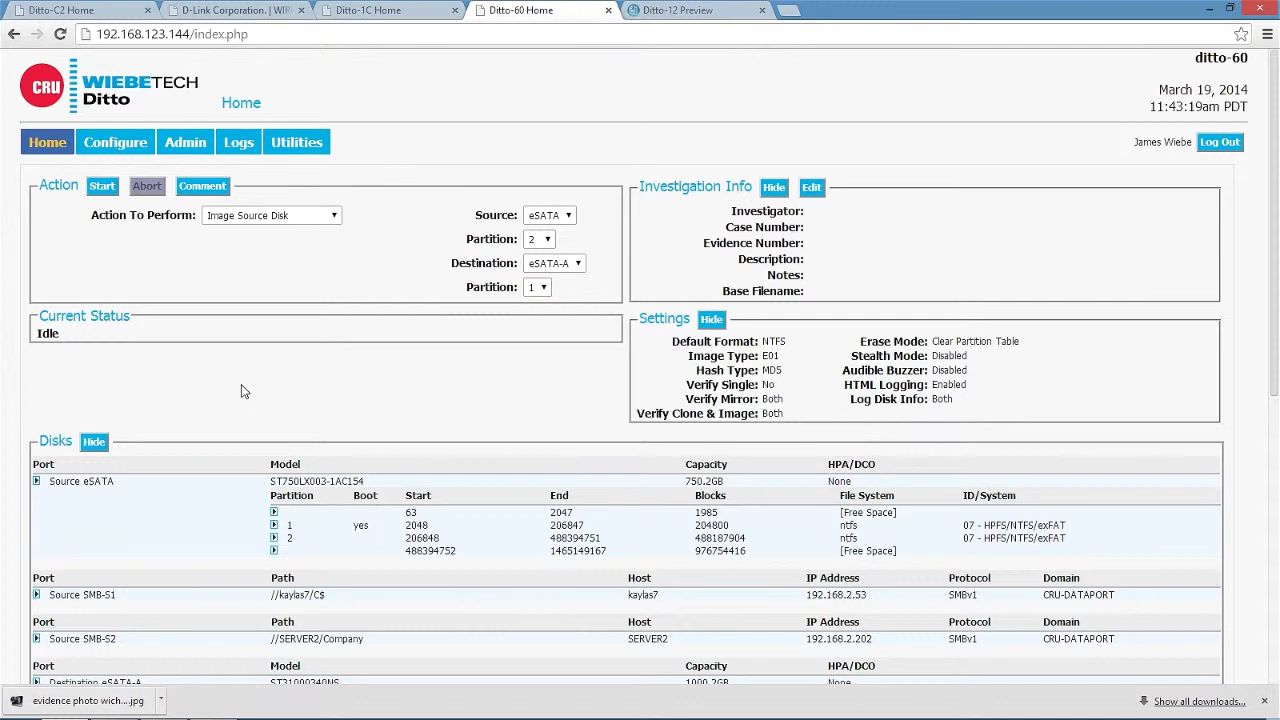 Ditto-C2 Home
D-Link Corporation. | WIR
Ditto-1C Home
Ditto-60 Home
Ditto-12 Preview
192.168.123.144/index.php
ditto-60
CRU WIEBETECH
Ditto
Home
March 19, 2014
11:43:19am PDT
Home Configure Admin Logs Utilities
James Wiebe Log Out
Action Start Abort Comment
Action To Perform: Image Source Disk
Source: eSATA
Partition: 2
Destination: eSATA-A
Partition: 1
Current Status
Idle
Investigation Info Hide Edit
Investigator:
Case Number:
Evidence Number:
Description:
Notes:
Base Filename:
Settings Hide
Default Format: NTFS Erase Mode: Clear Partition Table
Image Type: E01 Stealth Mode: Disabled
Hash Type: MD5 Audible Buzzer: Disabled
Verify Single: No HTML Logging: Enabled
Verify Mirror: Both Log Disk Info: Both
Verify Clone & Image: Both
Disks Hide
Port Model Capacity HPA/DCO
Source eSATA ST750LX003-1AC154 750.2GB None
Partition Boot Start End Blocks File System ID/System
63 2047 1985 [Free Space]
1 yes 2048 206847 204800 ntfs 07 - HPFS/NTFS/exFAT
2 206848 488394751 488187904 ntfs 07 - HPFS/NTFS/exFAT
488394752 1465149167 976754416 [Free Space]
Port Path Host IP Address Protocol Domain
Source SMB-S1 //kaylas7/C$ kaylas7 192.168.2.53 SMBv1 CRU-DATAPORT
Port Path Host IP Address Protocol Domain
Source SMB-S2 //SERVER2/Company SERVER2 192.168.2.202 SMBv1 CRU-DATAPORT
Port Model Capacity HPA/DCO
Destination eSATA-A ST31000340NS 1000.2GB None
evidence photo wich....jpg
Show all downloads...